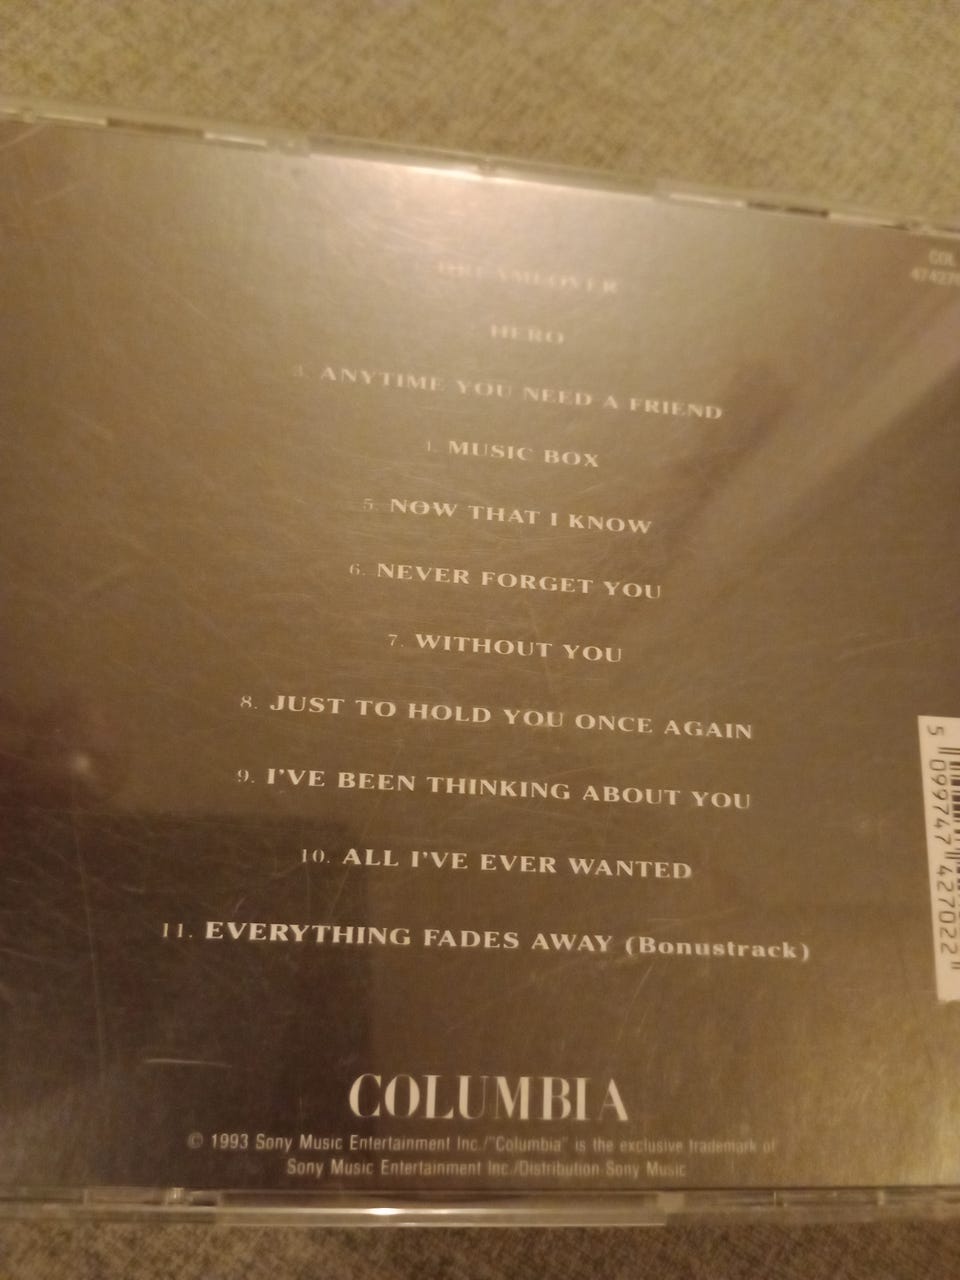 COL
DREAMLOVER
HERO
3. ANYTIME YOU NEED A FRIEND
4. MUSIC BOX
5. NOW THAT I KNOW
6. NEVER FORGET YOU
7. WITHOUT YOU
8. JUST TO HOLD YOU ONCE AGAIN
9. I'VE BEEN THINKING ABOUT YOU
10. ALL I'VE EVER WANTED
11. EVERYTHING FADES AWAY (Bonustrack)
5 099747 427022
COLUMBIA
© 1993 Sony Music Entertainment Inc./"Columbia" is the exclusive trademark of
Sony Music Entertainment Inc./Distribution Sony Music